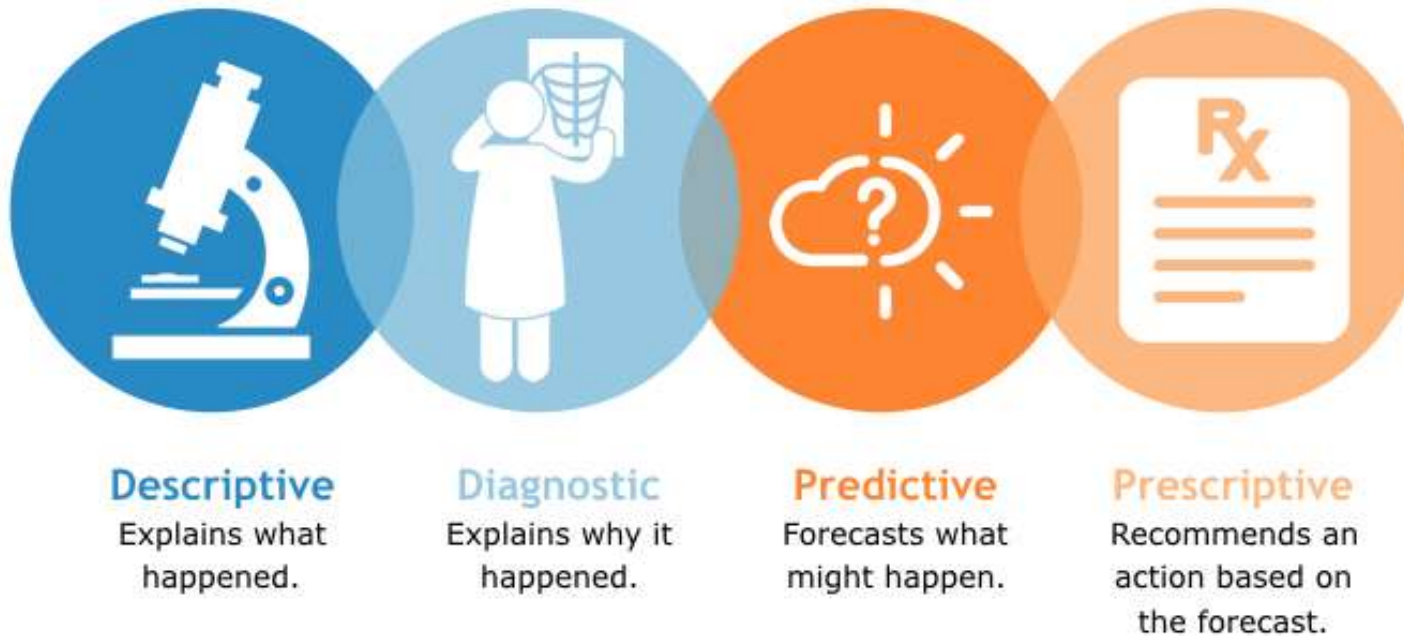 ?
Rx
Descriptive
Explains what
happened.
Diagnostic
Explains why it
happened.
Predictive
Forecasts what
might happen.
Prescriptive
Recommends an
action based on
the forecast.